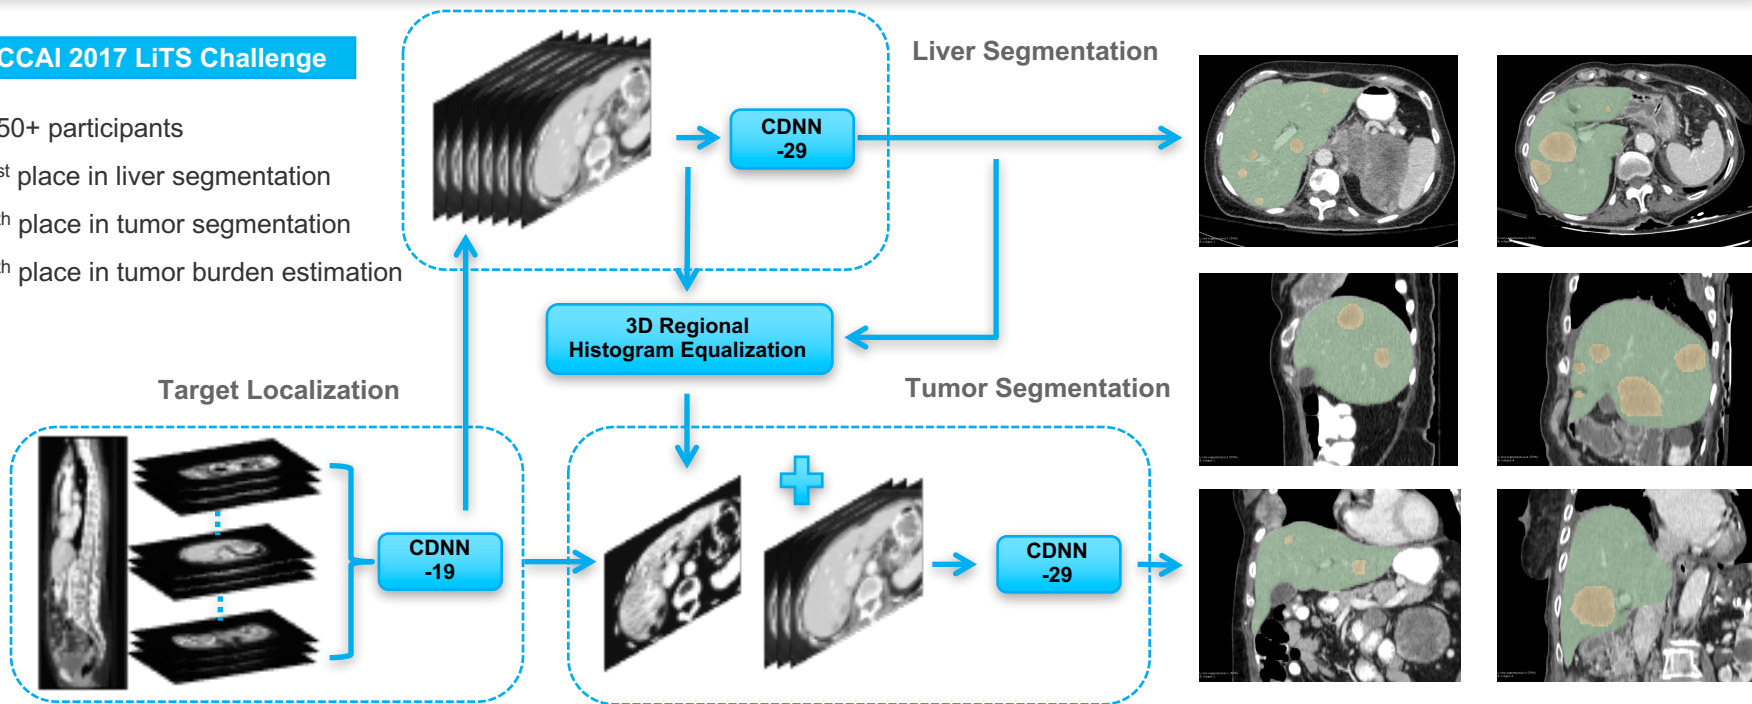 CCAI 2017 LiTS Challenge
50+ participants
st place in liver segmentation
th place in tumor segmentation
th place in tumor burden estimation
Liver Segmentation
CDNN
-29
3D Regional
Histogram Equalization
Target Localization
Tumor Segmentation
CDNN
-19
CDNN
-29